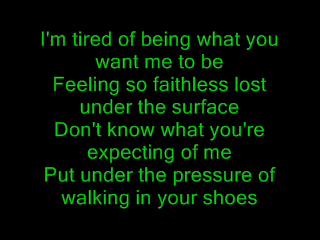 I'm tired of being what you
want me to be
Feeling so faithless lost
under the surface
Don't know what you're
expecting of me
Put under the pressure of
walking in your shoes